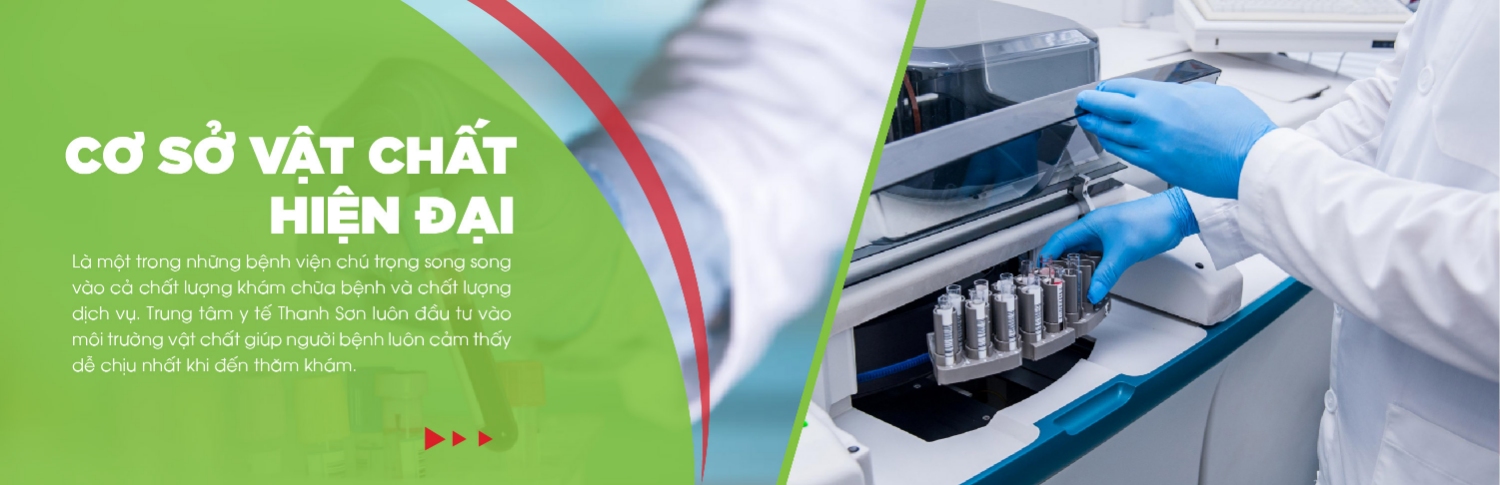 CƠ SỞ VẬT CHẤT
HIỆN ĐẠI
Là một trong những bệnh viện chú trọng song song
vào cả chất lượng khám chữa bệnh và chất lượng
dịch vụ. Trung tâm y tế Thanh Sơn luôn đầu tư vào
môi trường vật chất giúp người bệnh luôn cảm thấy
dễ chịu nhất khi đến thăm khám.